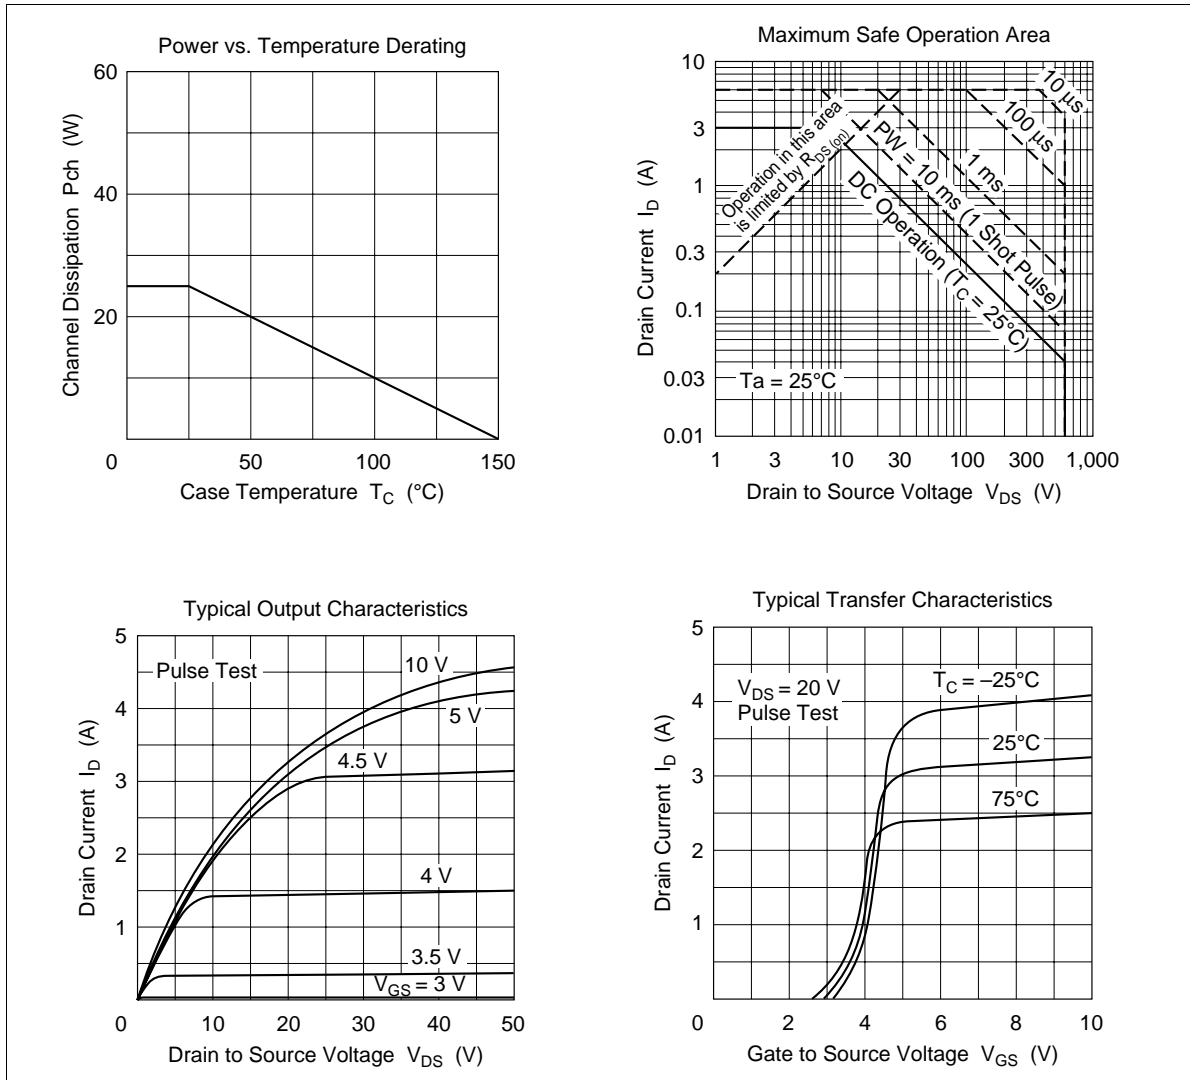 Power vs. Temperature Derating
60
40
20
0
50
100
150
Channel Dissipation Pch (W)
Case Temperature T_C (°C)
Maximum Safe Operation Area
10
3
1
0.3
0.1
0.03
0.01
1
3
10
30
100
300
1,000
Drain Current I_D (A)
Drain to Source Voltage V_DS (V)
Operation in this area
is limited by R_DS (on)
10 μs
100 μs
1 ms
PW = 10 ms (1 Shot Pulse)
DC Operation (T_C = 25°C)
Ta = 25°C
Typical Output Characteristics
5
4
3
2
1
0
10
20
30
40
50
Drain Current I_D (A)
Drain to Source Voltage V_DS (V)
Pulse Test
10 V
5 V
4.5 V
4 V
3.5 V
V_GS = 3 V
Typical Transfer Characteristics
5
4
3
2
1
0
2
4
6
8
10
Drain Current I_D (A)
Gate to Source Voltage V_GS (V)
V_DS = 20 V
Pulse Test
T_C = –25°C
25°C
75°C